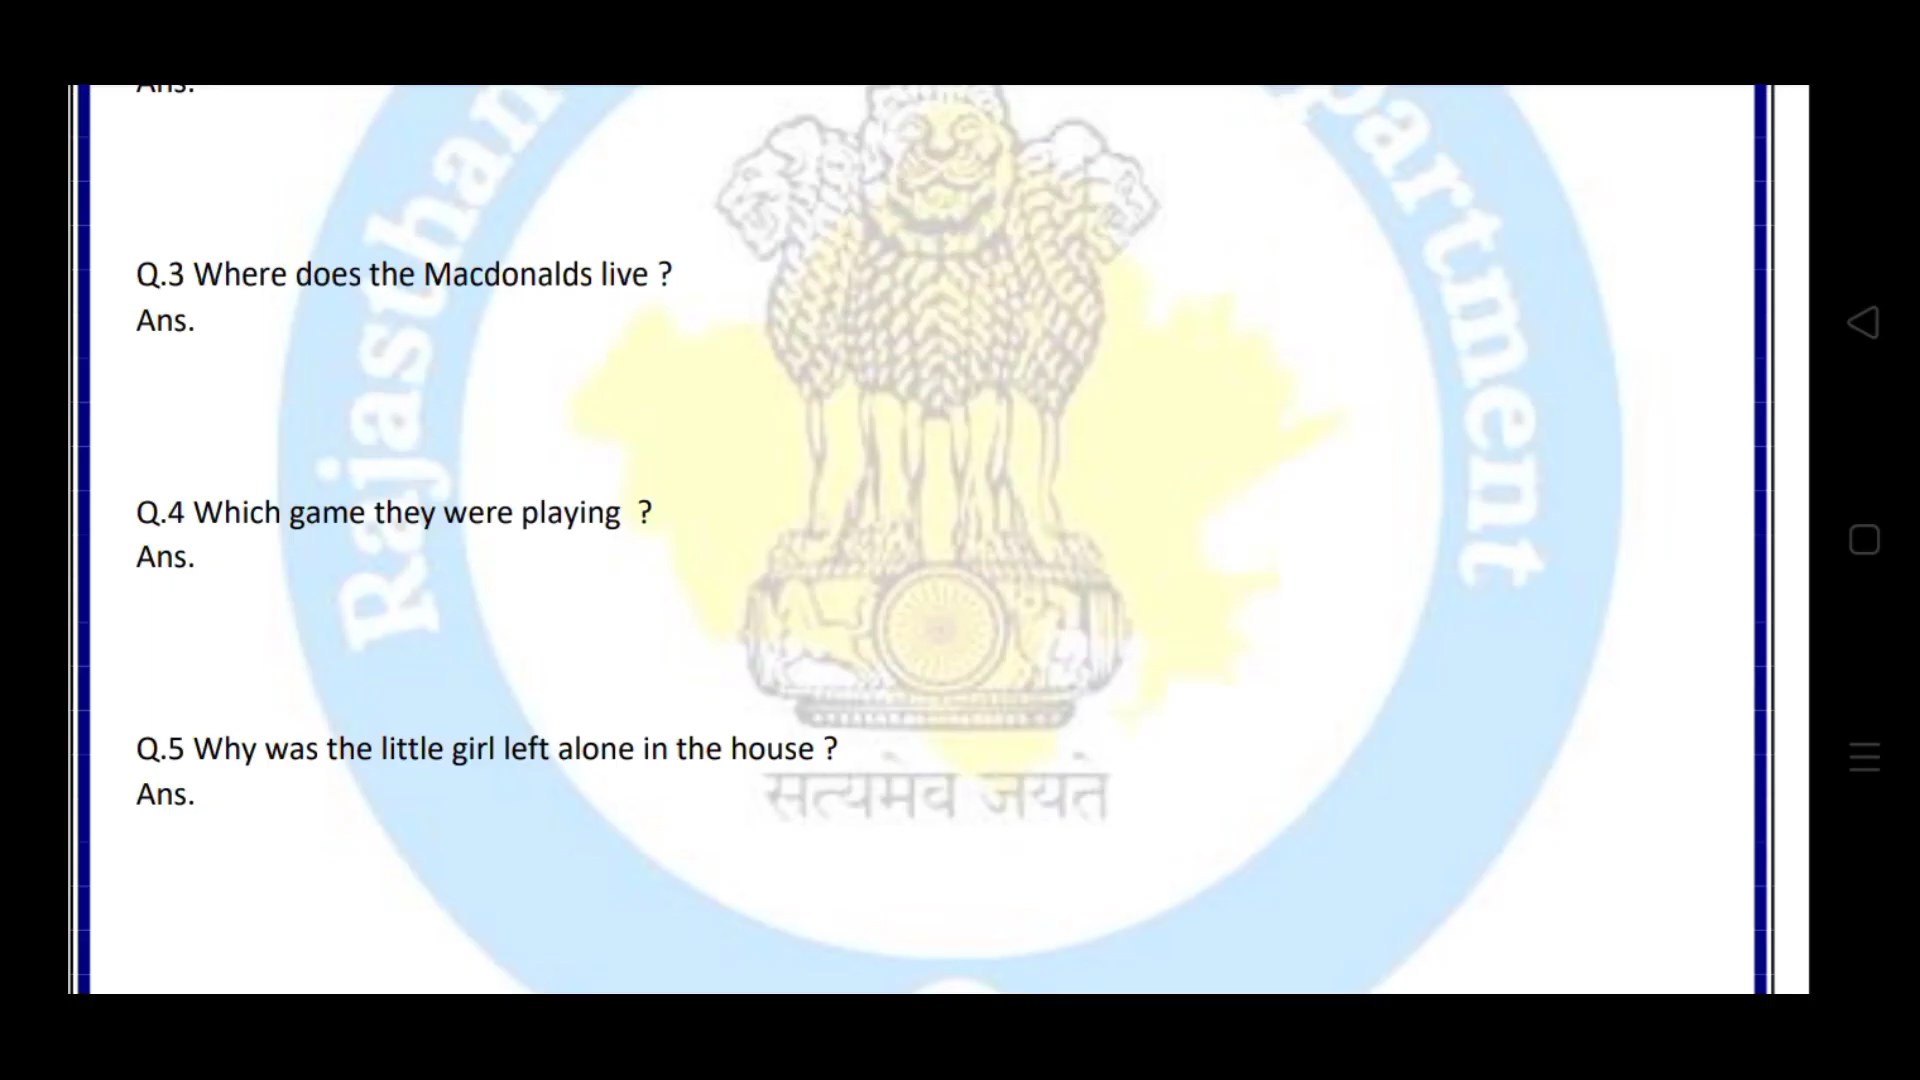 Ans.
Q.3 Where does the Macdonalds live ?
Ans.
Q.4 Which game they were playing  ?
Ans.
Q.5 Why was the little girl left alone in the house ?
Ans.
Rajasthan
partment
सत्यमेव जयते